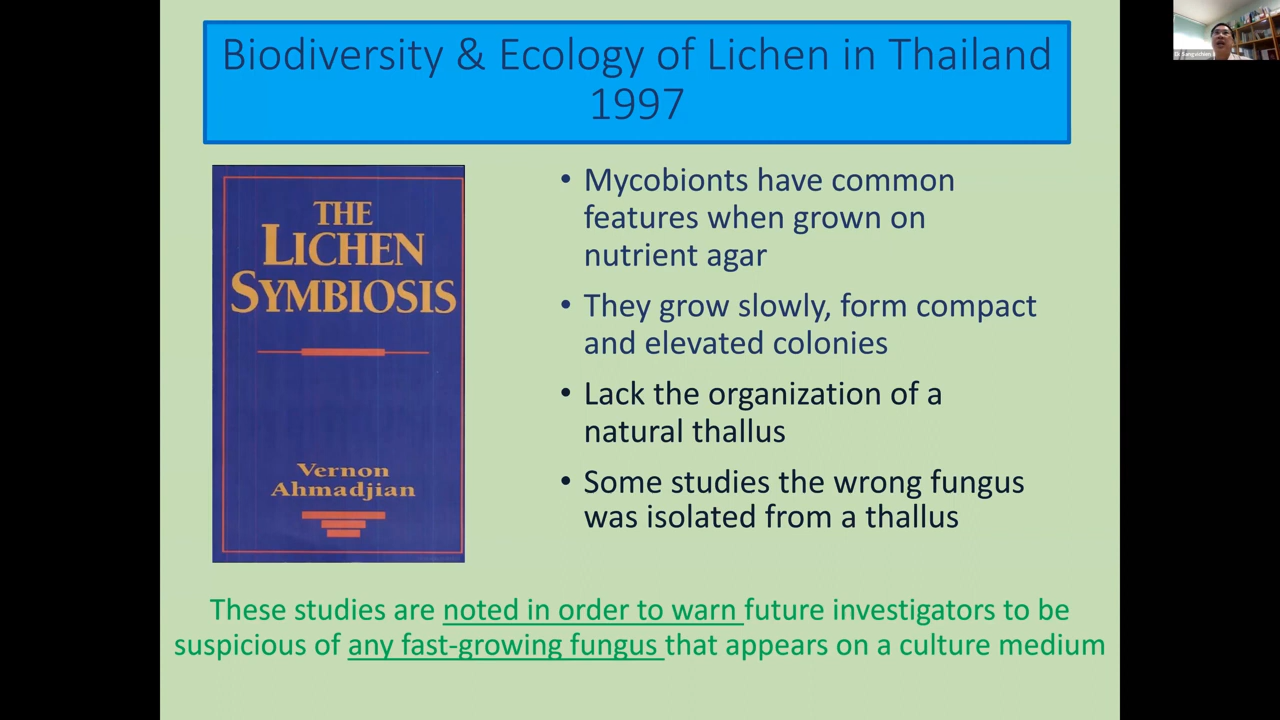 Biodiversity & Ecology of Lichen in Thailand
1997
THE
LICHEN
SYMBIOSIS
Vernon
Ahmadjian
• Mycobionts have common
features when grown on
nutrient agar
• They grow slowly, form compact
and elevated colonies
• Lack the organization of a
natural thallus
• Some studies the wrong fungus
was isolated from a thallus
These studies are noted in order to warn future investigators to be
suspicious of any fast-growing fungus that appears on a culture medium